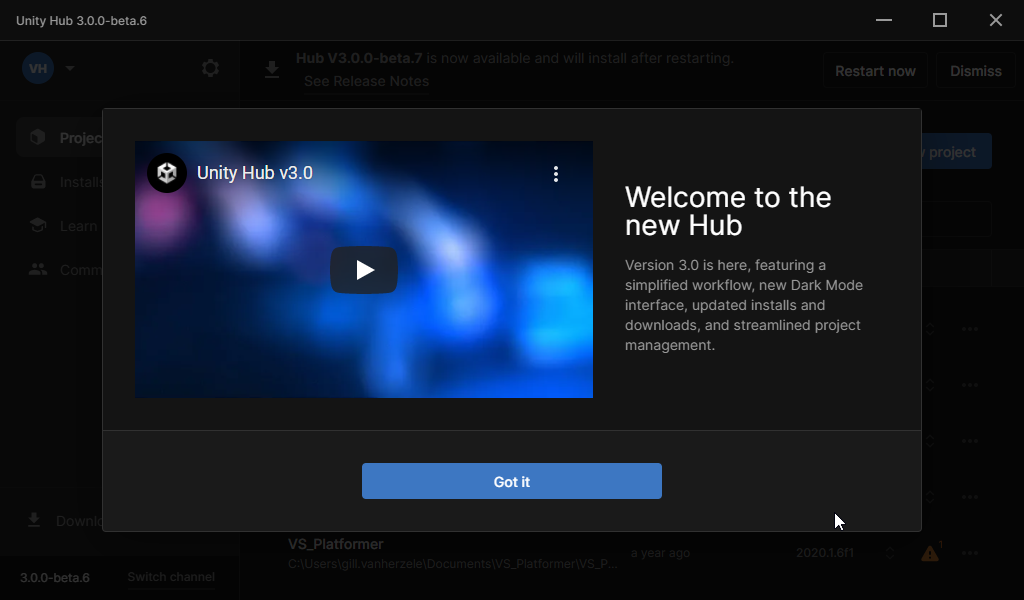 Unity Hub 3.0.0-beta.6
VH
Hub V3.0.0-beta.7 is now available and will install after restarting.
See Release Notes
Restart now
Dismiss
Projec
Installs
Learn
Comm
Downlo
3.0.0-beta.6
Switch channel
project
Unity Hub v3.0
Welcome to the
new Hub
Version 3.0 is here, featuring a
simplified workflow, new Dark Mode
interface, updated installs and
downloads, and streamlined project
management.
Got it
VS_Platformer
C:\Users\gill.vanherzele\Documents\VS_Platformer\VS_P...
a year ago
2020.1.6f1
1